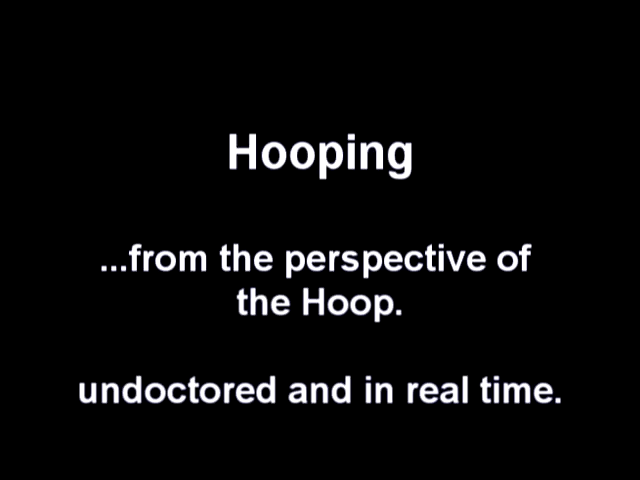 Hooping
...from the perspective of
the Hoop.
undoctored and in real time.